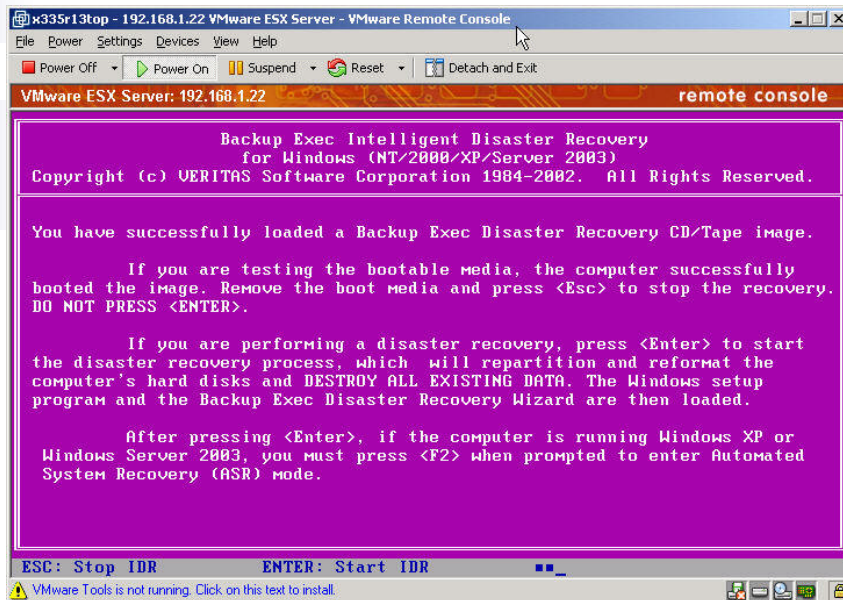 x335r13top - 192.168.1.22 VMware ESX Server - VMware Remote Console
File Power Settings Devices View Help
Power Off Power On Suspend Reset Detach and Exit
VMware ESX Server: 192.168.1.22 remote console
Backup Exec Intelligent Disaster Recovery
for Windows (NT/2000/XP/Server 2003)
Copyright (c) VERITAS Software Corporation 1984-2002. All Rights Reserved.
You have successfully loaded a Backup Exec Disaster Recovery CD/Tape image.
If you are testing the bootable media, the computer successfully
booted the image. Remove the boot media and press <Esc> to stop the recovery.
DO NOT PRESS <ENTER>.
If you are performing a disaster recovery, press <Enter> to start
the disaster recovery process, which will repartition and reformat the
computer's hard disks and DESTROY ALL EXISTING DATA. The Windows setup
program and the Backup Exec Disaster Recovery Wizard are then loaded.
After pressing <Enter>, if the computer is running Windows XP or
Windows Server 2003, you must press <F2> when prompted to enter Automated
System Recovery (ASR) mode.
ESC: Stop IDR ENTER: Start IDR
VMware Tools is not running. Click on this text to install.